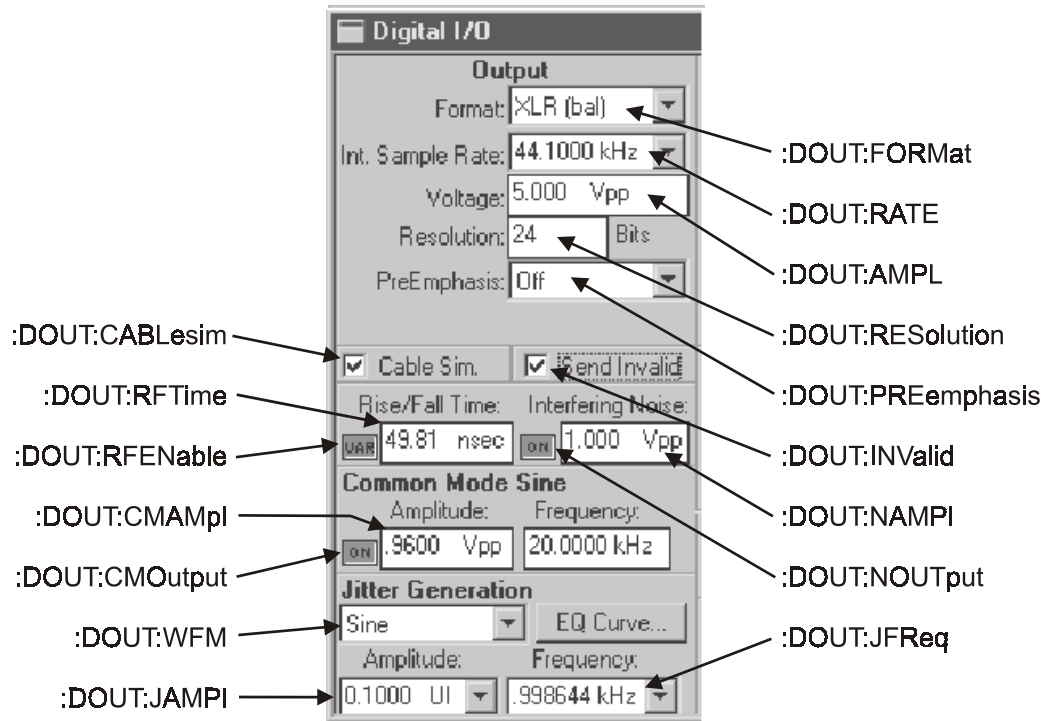 Digital I/O
Output
Format: XLR (bal)
Int. Sample Rate: 44.1000 kHz
Voltage: 5.000 Vpp
Resolution: 24 Bits
PreEmphasis: Off
Cable Sim. Send Invalid
Rise/Fall Time: Interfering Noise:
VAR 49.81 nsec ON 1.000 Vpp
Common Mode Sine
Amplitude: Frequency:
ON .9600 Vpp 20.0000 kHz
Jitter Generation
Sine EQ Curve...
Amplitude: Frequency:
0.1000 UI .998644 kHz
:DOUT:CABLesim
:DOUT:RFTime
:DOUT:RFENable
:DOUT:CMAMpl
:DOUT:CMOutput
:DOUT:WFM
:DOUT:JAMPl
:DOUT:FORMat
:DOUT:RATE
:DOUT:AMPL
:DOUT:RESolution
:DOUT:PREemphasis
:DOUT:INValid
:DOUT:NAMPl
:DOUT:NOUTput
:DOUT:JFReq